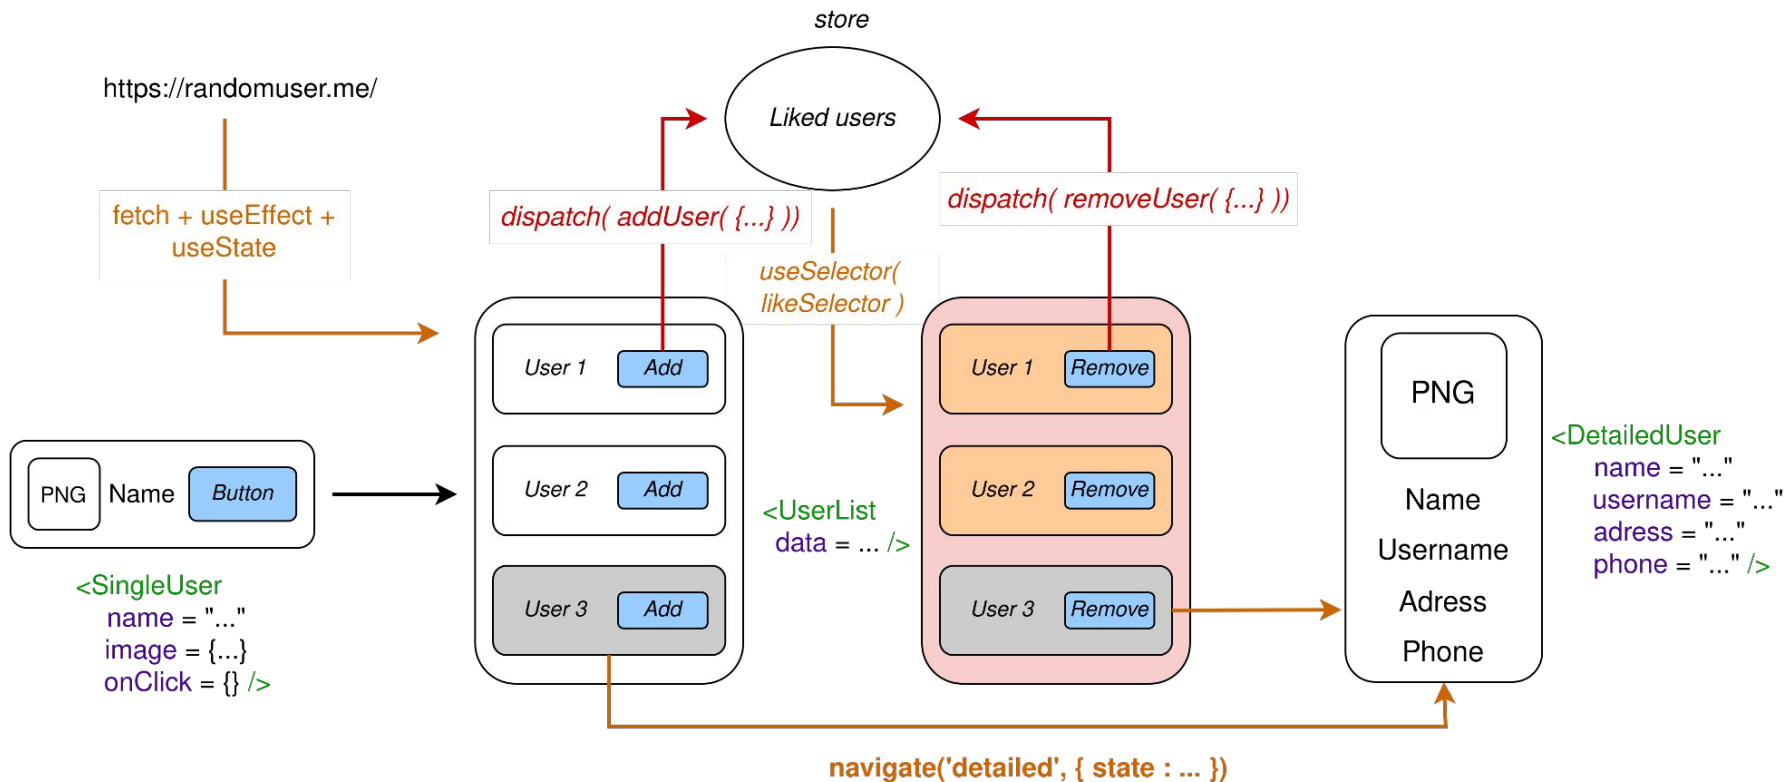 store
https://randomuser.me/
Liked users
fetch + useEffect +
useState
dispatch( addUser( {...} ))
dispatch( removeUser( {...} ))
useSelector(
likeSelector )
User 1
Add
User 2
Add
User 3
Add
User 1
Remove
User 2
Remove
User 3
Remove
PNG
Name
Button
<SingleUser
name = "..."
image = {...}
onClick = {} />
<UserList
data = ... />
PNG
Name
Username
Adress
Phone
<DetailedUser
name = "..."
username = "..."
adress = "..."
phone = "..." />
navigate('detailed', { state : ... })